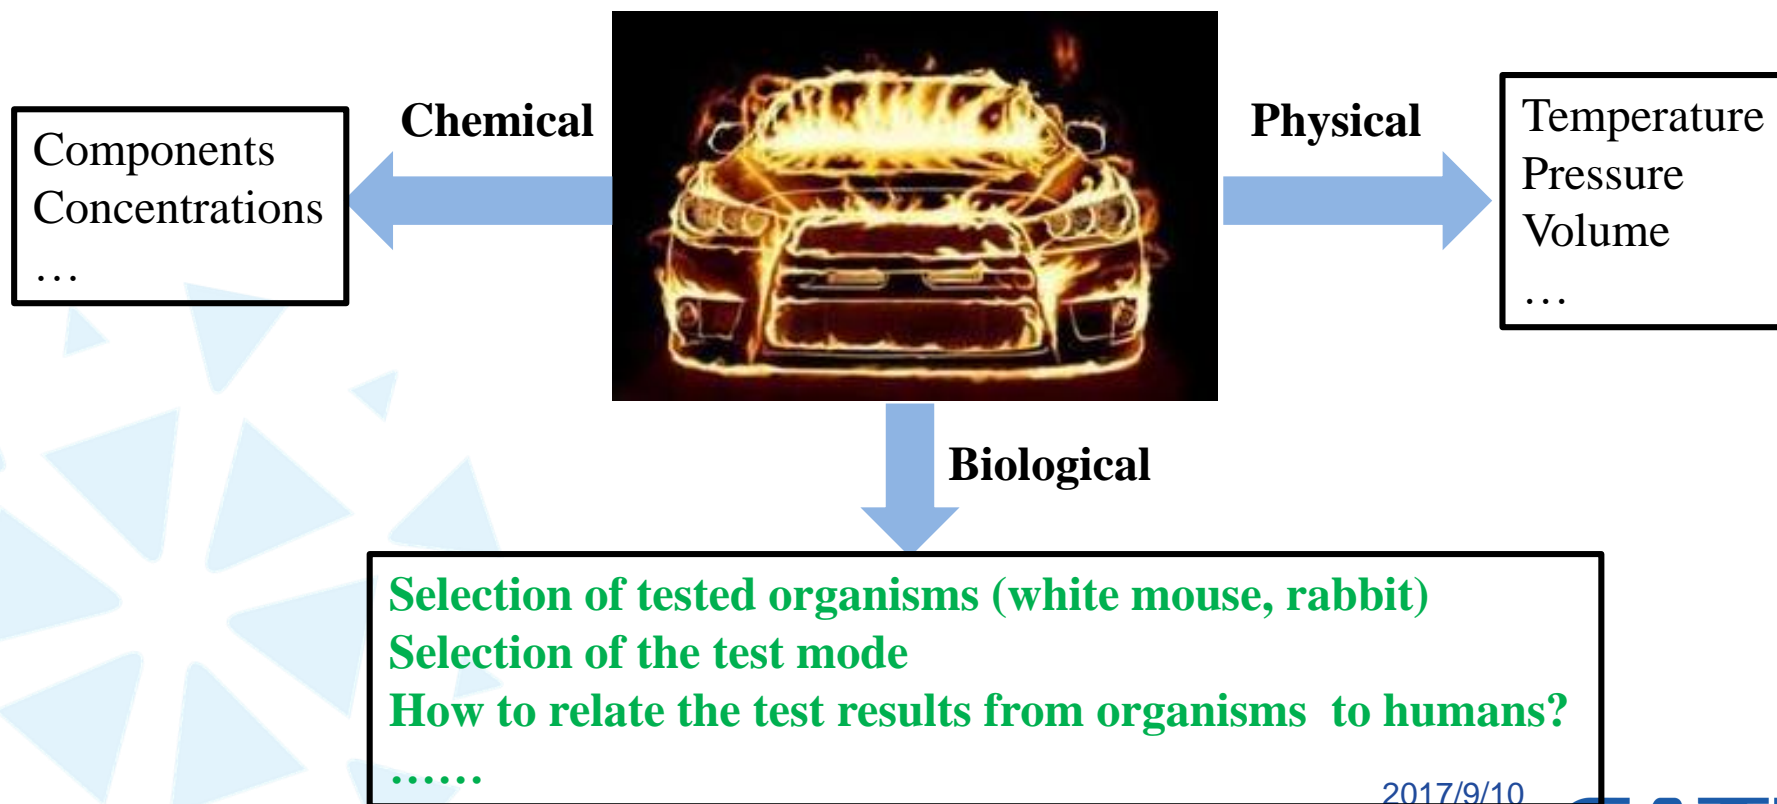 Chemical
Physical
Components
Concentrations
…
Temperature
Pressure
Volume
…
Biological
Selection of tested organisms (white mouse, rabbit)
Selection of the test mode
How to relate the test results from organisms  to humans?
……
2017/9/10